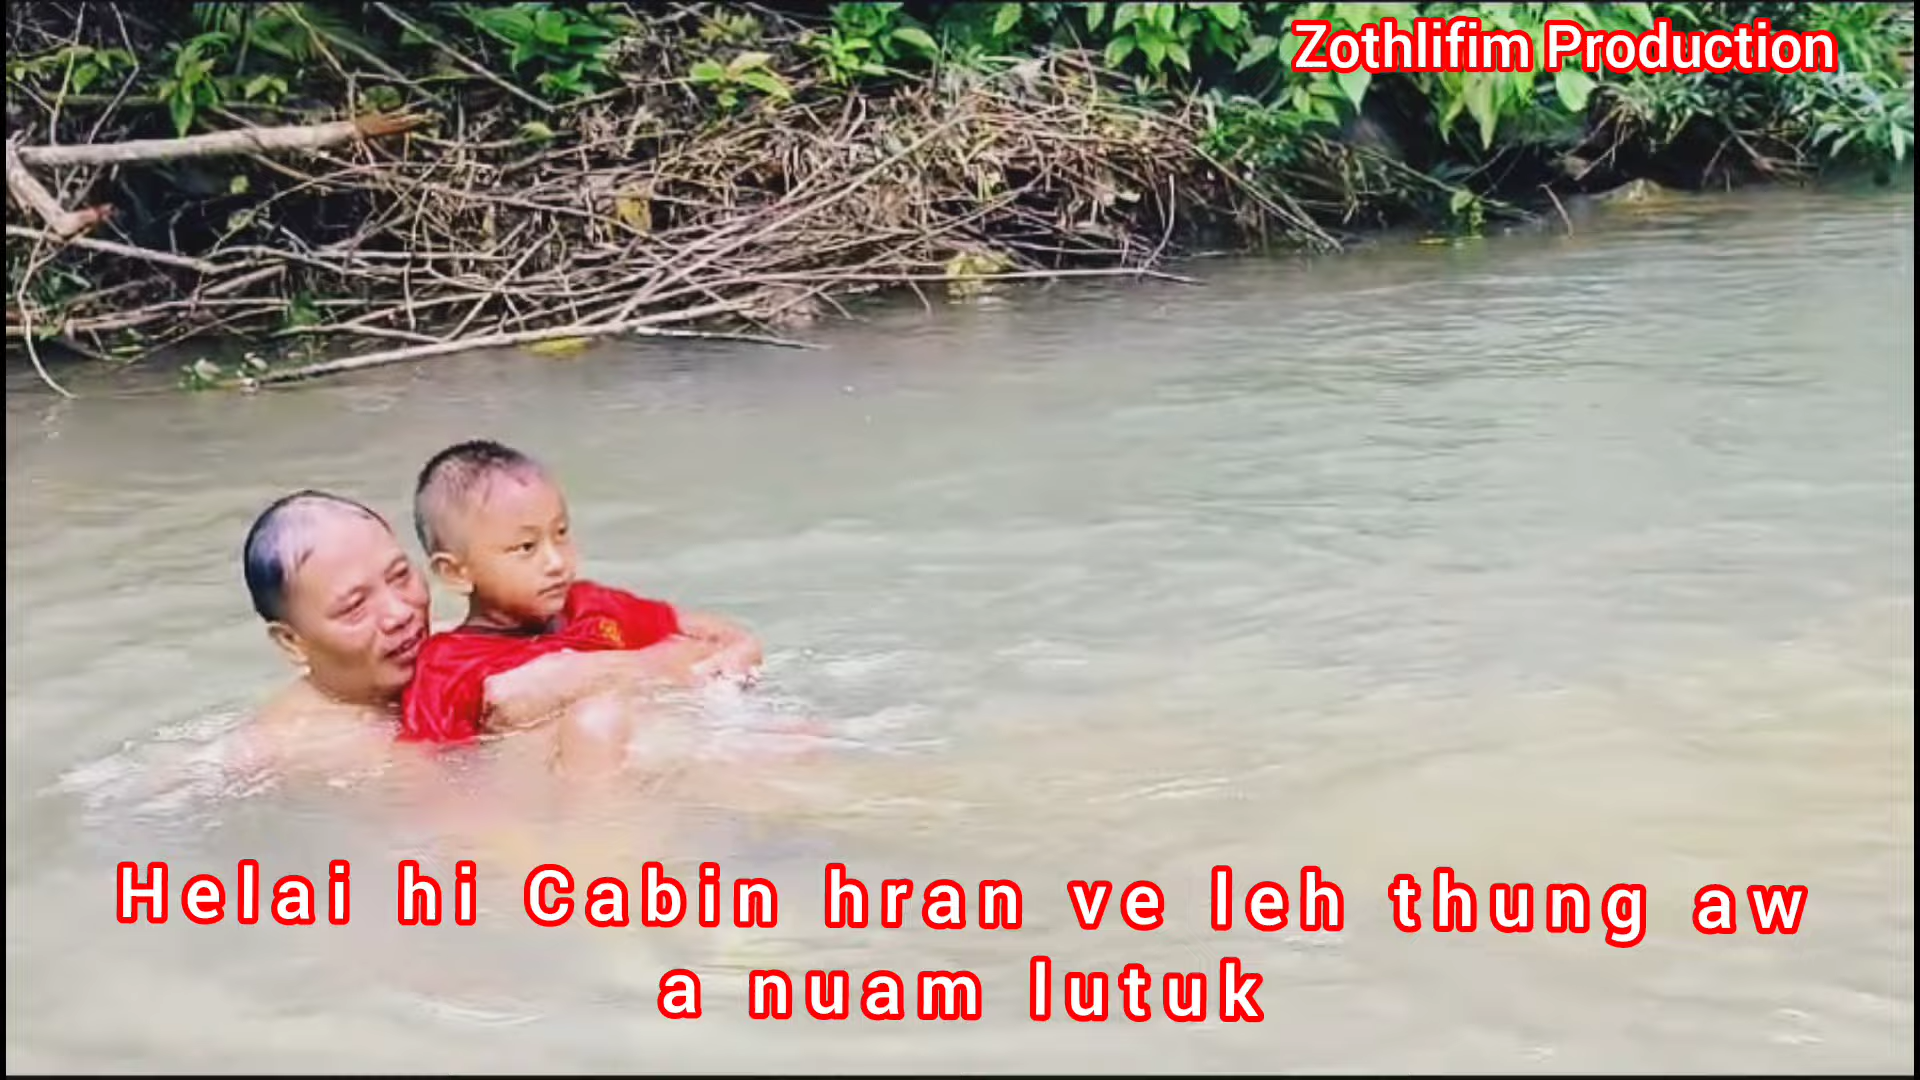 Zothlifim Production
Helai hi Cabin hran ve leh thung aw
a nuam lutuk